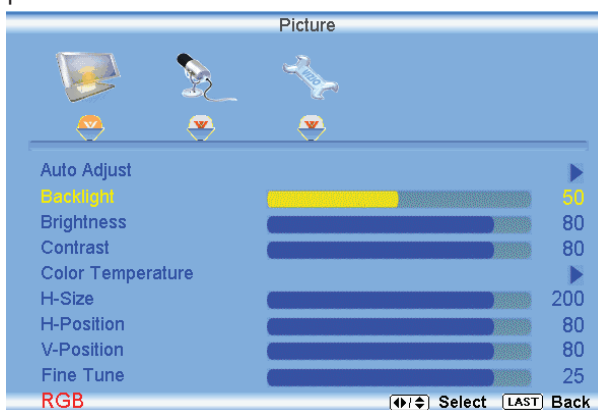 Picture
VIZIO
Auto Adjust
Backlight 50
Brightness 80
Contrast 80
Color Temperature
H-Size 200
H-Position 80
V-Position 80
Fine Tune 25
RGB Select LAST Back